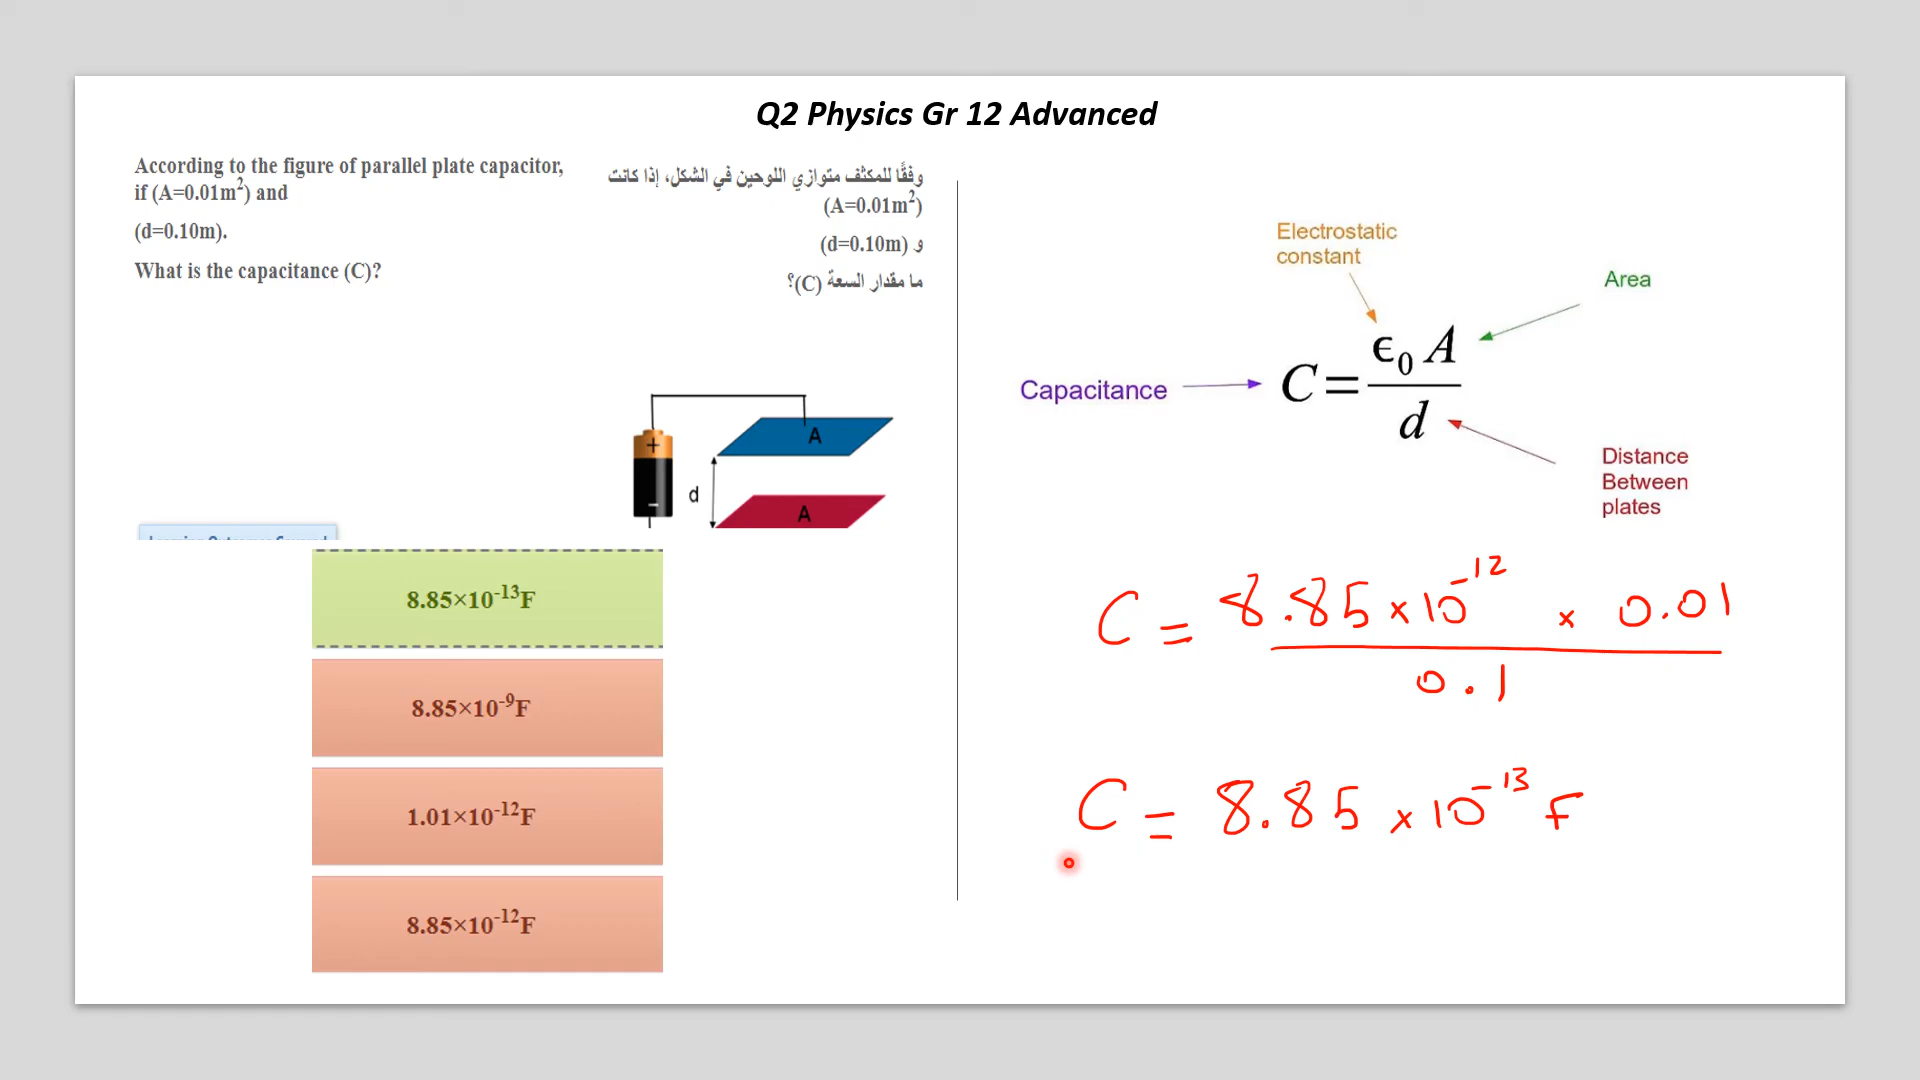 Q2 Physics Gr 12 Advanced
According to the figure of parallel plate capacitor,
if (A=0.01m²) and
(d=0.10m).
What is the capacitance (C)?
وفقًا للمكثف متوازي اللوحين في الشكل، إذا كانت
(A=0.01m²)
و (d=0.10m)
ما مقدار السعة (C)؟
+
-
d
A
A
8.85×10⁻¹³F
8.85×10⁻⁹F
1.01×10⁻¹²F
8.85×10⁻¹²F
Electrostatic
constant
Area
Capacitance
C = ϵ₀ A / d
Distance
Between
plates
C = 8.85 × 10⁻¹² × 0.01
0.1
C = 8.85 × 10⁻¹³ F